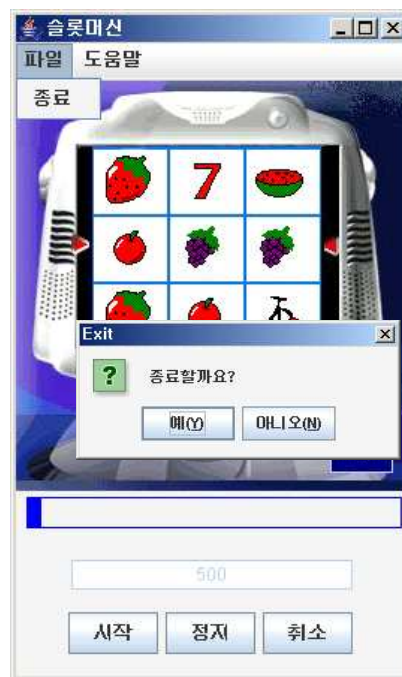 슬롯머신
파일 도움말
종료
7
Exit
종료할까요?
예(Y) 아니오(N)
500
시작 정지 취소